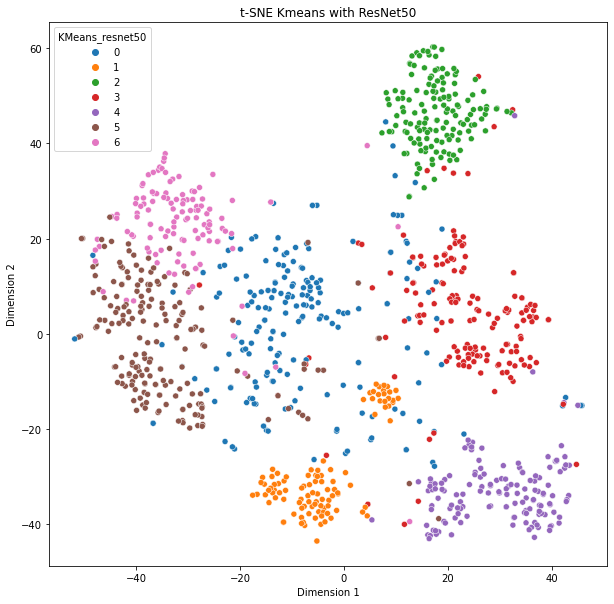 t-SNE Kmeans with ResNet50
KMeans_resnet50
0
1
2
3
4
5
6
60
40
20
0
−20
−40
Dimension 2
−40 −20 0 20 40
Dimension 1